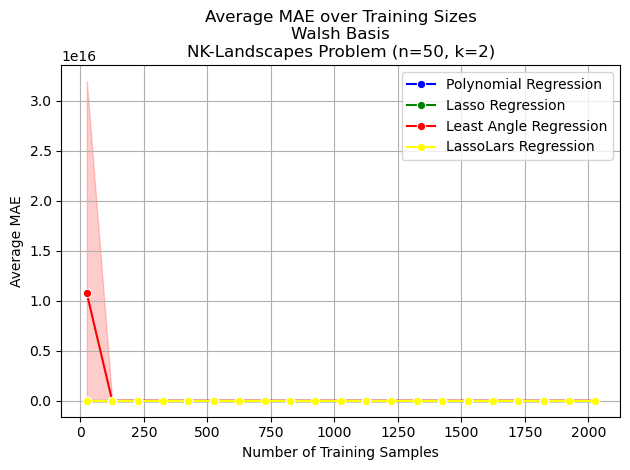 Average MAE over Training Sizes
Walsh Basis
NK-Landscapes Problem (n=50, k=2)
1e16
Polynomial Regression
Lasso Regression
Least Angle Regression
LassoLars Regression
Average MAE
3.0
2.5
2.0
1.5
1.0
0.5
0.0
0 250 500 750 1000 1250 1500 1750 2000
Number of Training Samples